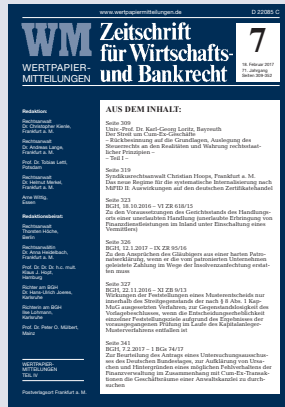 www.wertpapiermitteilungen.de
D 22085 C
WM
WERTPAPIER-
MITTEILUNGEN
Zeitschrift
für Wirtschafts-
und Bankrecht
7
18. Februar 2017
71. Jahrgang
Seiten 309-352
Redaktion:
Rechtsanwalt
Dr. Christopher Kienle,
Frankfurt a. M.
Rechtsanwalt
Dr. Andreas Lange,
Frankfurt a. M.
Prof. Dr. Tobias Lettl,
Potsdam
Rechtsanwalt
Dr. Helmut Merkel,
Frankfurt a. M.
Arne Wittig,
Essen
Redaktionsbeirat:
Rechtsanwalt
Thorsten Höche,
Berlin
Rechtsanwältin
Dr. Anna Heidelbach,
Frankfurt a. M.
Prof. Dr. Dr. Dr. h.c. mult.
Klaus J. Hopt,
Hamburg
Richter am BGH
Dr. Hans-Ulrich Joeres,
Karlsruhe
Richterin am BGH
Ilse Lohmann,
Karlsruhe
Prof. Dr. Peter O. Mülbert,
Mainz
WERTPAPIER-
MITTEILUNGEN
TEIL IV
Postverlagsort Frankfurt a. M.
AUS DEM INHALT:
Seite 309
Univ.-Prof. Dr. Karl-Georg Loritz, Bayreuth
Der Streit um Cum-Ex-Geschäfte
– Rückbesinnung auf die Grundlagen, Auslegung des
Steuerrechts an den Realitäten und Wahrung rechtsstaat-
licher Prinzipien –
– Teil I –
Seite 319
Syndikusrechtsanwalt Christian Hoops, Frankfurt a. M.
Das neue Regime für die systematische Internalisierung nach
MiFID II: Auswirkungen auf den deutschen Zertifikatehandel
Seite 323
BGH, 18.10.2016 – VI ZR 618/15
Zu den Voraussetzungen des Gerichtsstands des Handlungs-
orts einer unerlaubten Handlung (unerlaubte Erbringung von
Finanzdienstleistungen im Inland unter Einschaltung eines
Vermittlers)
Seite 326
BGH, 12.1.2017 – IX ZR 95/16
Zu den Ansprüchen des Gläubigers aus einer harten Patro-
natserklärung, wenn er die vom patronierten Unternehmen
geleistete Zahlung im Wege der Insolvenzanfechtung erstat-
ten muss
Seite 327
BGH, 22.11.2016 – XI ZB 9/13
Wirkungen der Feststellungen eines Musterentscheids nur
innerhalb des Streitgegenstands der nach § 8 Abs. 1 Kap-
MuG ausgesetzten Verfahren, zur Gegenstandslosigkeit des
Vorlagebeschlusses, wenn die Entscheidungserheblichkeit
einzelner Feststellungsziele aufgrund des Ergebnisses der
vorausgegangenen Prüfung im Laufe des Kapitalanleger-
Musterverfahrens entfallen ist
Seite 341
BGH, 7.2.2017 – 1 BGs 74/17
Zur Beurteilung des Antrags eines Untersuchungsausschus-
ses des Deutschen Bundestages, zur Aufklärung von Ursa-
chen und Hintergründen eines möglichen Fehlverhaltens der
Finanzverwaltung im Zusammenhang mit Cum-Ex-Transak-
tionen die Geschäftsräume einer Anwaltskanzlei zu durch-
suchen